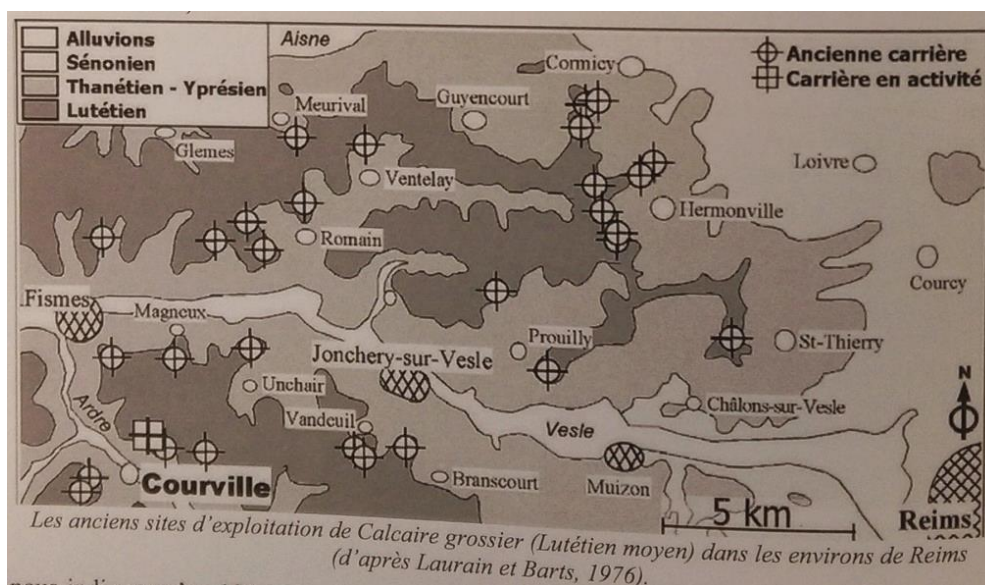 Alluvions
Sénonien
Thanétien - Yprésien
Lutétien
Aisne
Ancienne carrière
Carrière en activité
Cormicy
Meurival
Guyencourt
Glemes
Ventelay
Loivre
Hermonville
Romain
Courcy
Fismes
Magneux
Prouilly
St-Thierry
Jonchery-sur-Vesle
Unchair
Ardre
Vandeuil
Châlons-sur-Vesle
N
Vesle
Courville
Branscourt
Muizon
5 km
Reims
Les anciens sites d'exploitation de Calcaire grossier (Lutétien moyen) dans les environs de Reims
(d'après Laurain et Barts, 1976).